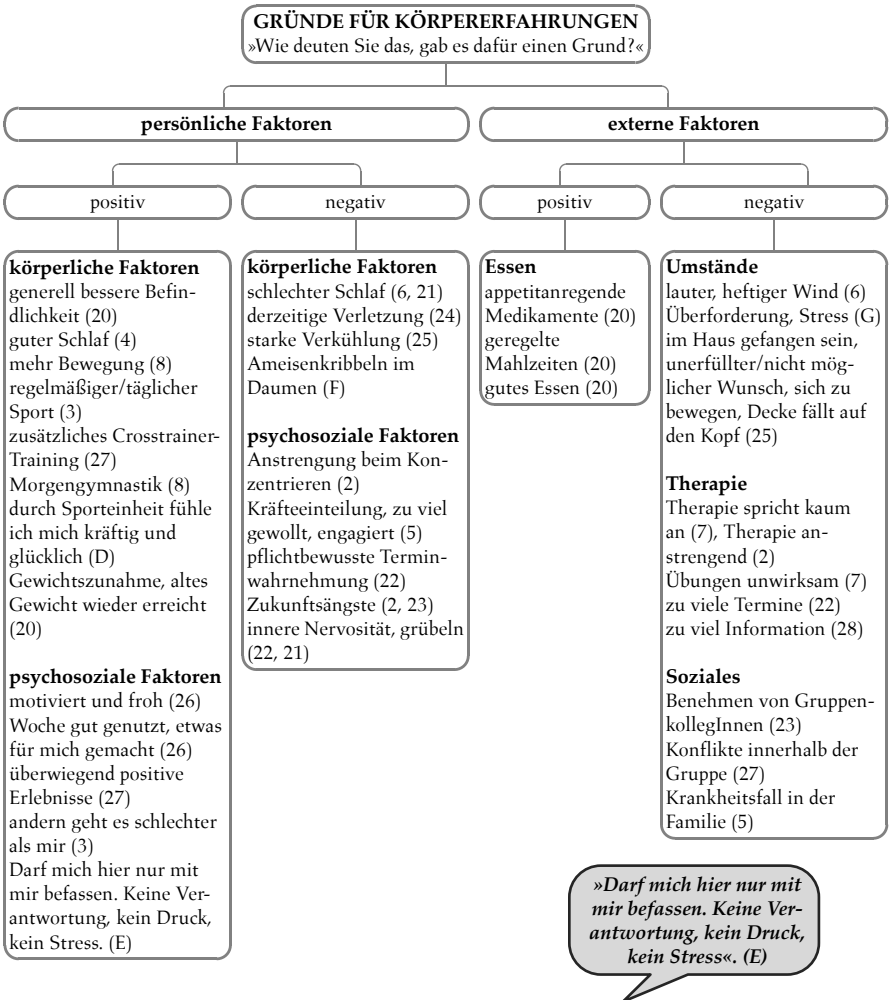 GRÜNDE FÜR KÖRPERERFAHRUNGEN
»Wie deuten Sie das, gab es dafür einen Grund?«
persönliche Faktoren
externe Faktoren
positiv
negativ
positiv
negativ
körperliche Faktoren
generell bessere Befin-
dlichkeit (20)
guter Schlaf (4)
mehr Bewegung (8)
regelmäßiger/täglicher
Sport (3)
zusätzliches Crosstrainer-
Training (27)
Morgengymnastik (8)
durch Sporteinheit fühle
ich mich kräftig und
glücklich (D)
Gewichtszunahme, altes
Gewicht wieder erreicht
(20)
psychosoziale Faktoren
motiviert und froh (26)
Woche gut genutzt, etwas
für mich gemacht (26)
überwiegend positive
Erlebnisse (27)
andern geht es schlechter
als mir (3)
Darf mich hier nur mit
mir befassen. Keine Ver-
antwortung, kein Druck,
kein Stress. (E)
körperliche Faktoren
schlechter Schlaf (6, 21)
derzeitige Verletzung (24)
starke Verkühlung (25)
Ameisenkribbeln im
Daumen (F)
psychosoziale Faktoren
Anstrengung beim Kon-
zentrieren (2)
Kräfteeinteilung, zu viel
gewollt, engagiert (5)
pflichtbewusste Termin-
wahrnehmung (22)
Zukunftsängste (2, 23)
innere Nervosität, grübeln
(22, 21)
Essen
appetitanregende
Medikamente (20)
geregelte
Mahlzeiten (20)
gutes Essen (20)
Umstände
lauter, heftiger Wind (6)
Überforderung, Stress (G)
im Haus gefangen sein,
unerfüllter/nicht mög-
licher Wunsch, sich zu
bewegen, Decke fällt auf
den Kopf (25)
Therapie
Therapie spricht kaum
an (7), Therapie an-
strengend (2)
Übungen unwirksam (7)
zu viele Termine (22)
zu viel Information (28)
Soziales
Benehmen von Gruppen-
kollegInnen (23)
Konflikte innerhalb der
Gruppe (27)
Krankheitsfall in der
Familie (5)
»Darf mich hier nur mit
mir befassen. Keine Ver-
antwortung, kein Druck,
kein Stress«. (E)